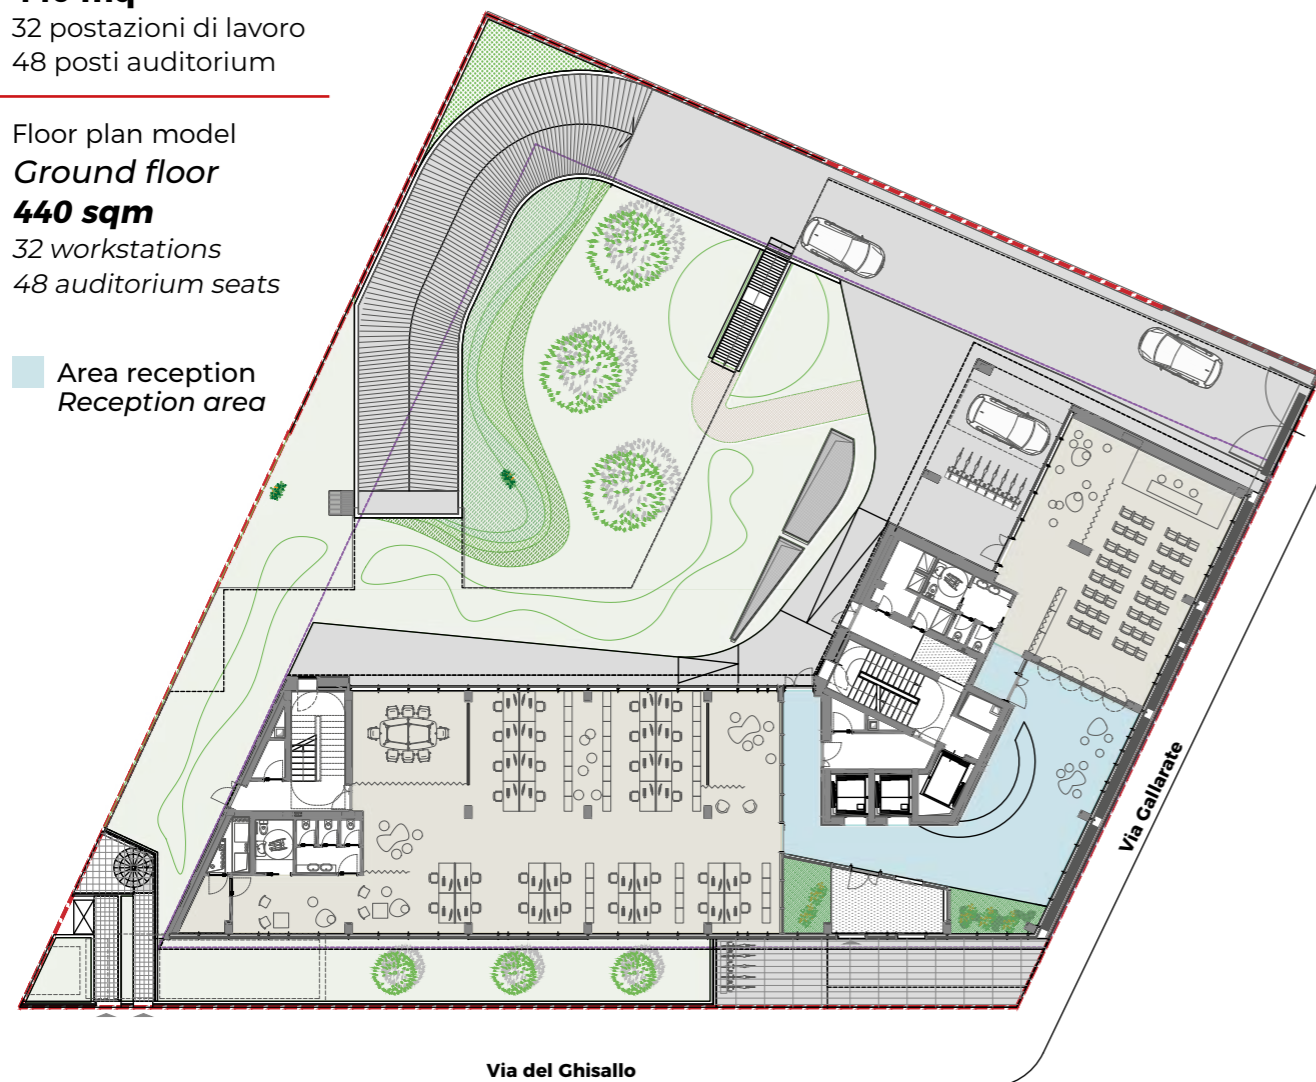 32 postazioni di lavoro
48 posti auditorium
Floor plan model
Ground floor
440 sqm
32 workstations
48 auditorium seats
Area reception
Reception area
Via Gallarate
Via del Ghisallo